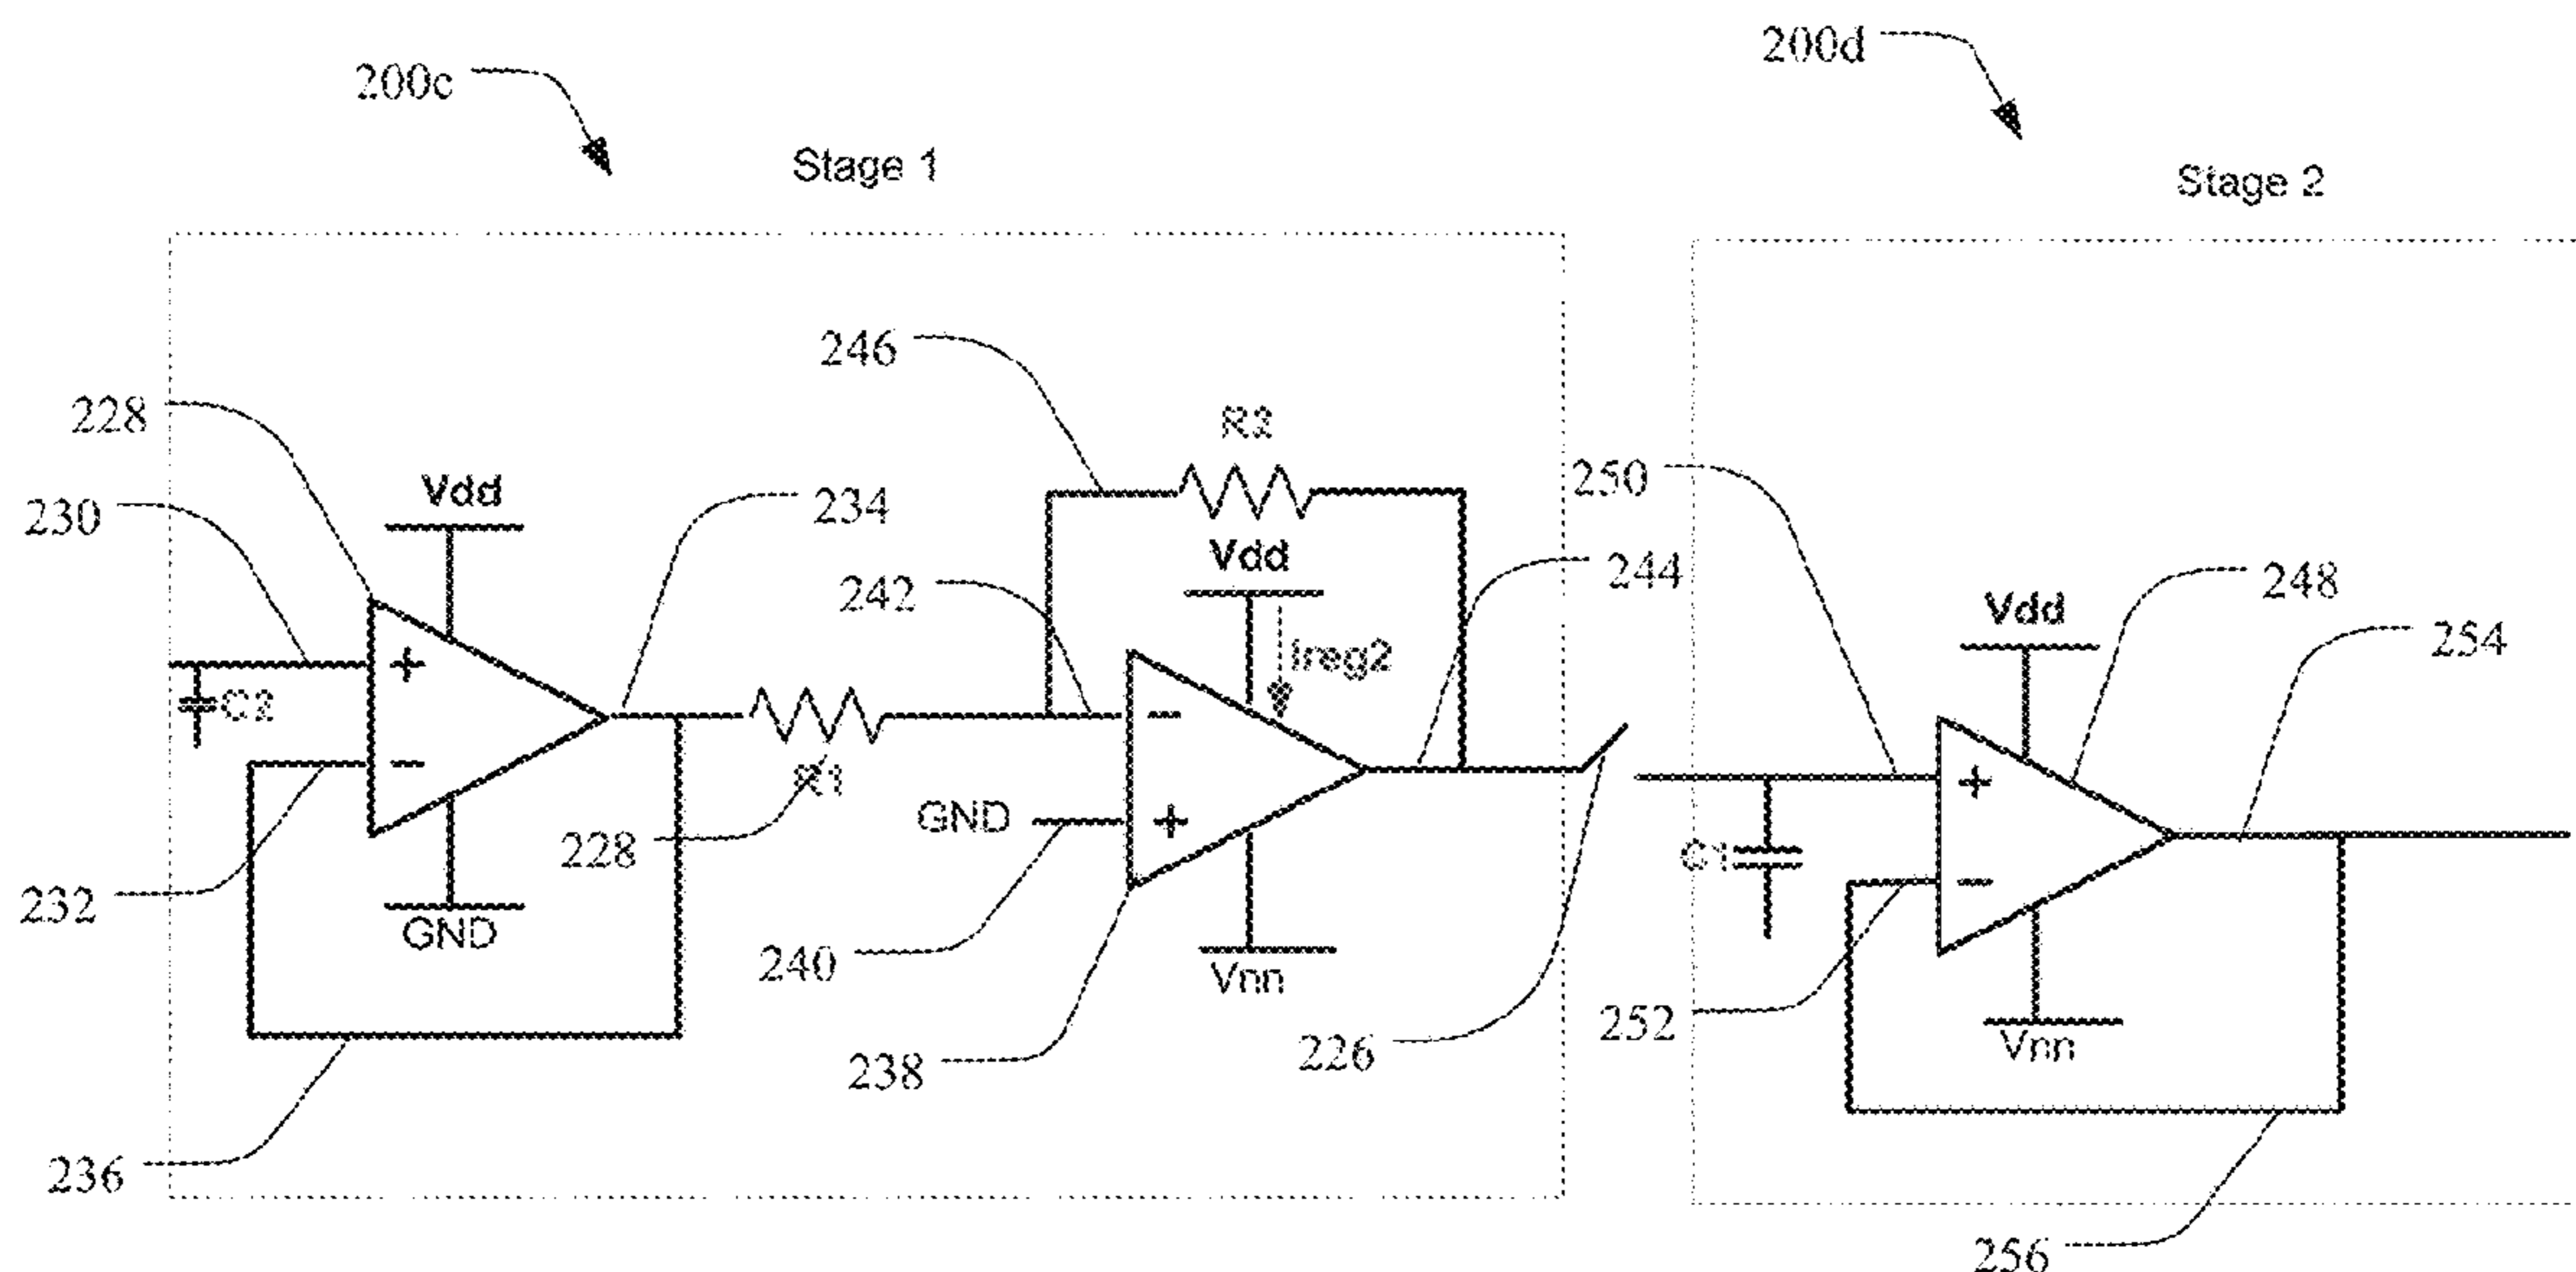 200c
200d
Stage 1
Stage 2
246
R2
228
Vdd
250
230
234
Vdd
244
248
242
Vdd
254
Ireg2
+
−
+
C2
R1
−
GND
+
228
C1
−
232
GND
240
Vnn
252
226
Vnn
238
236
256